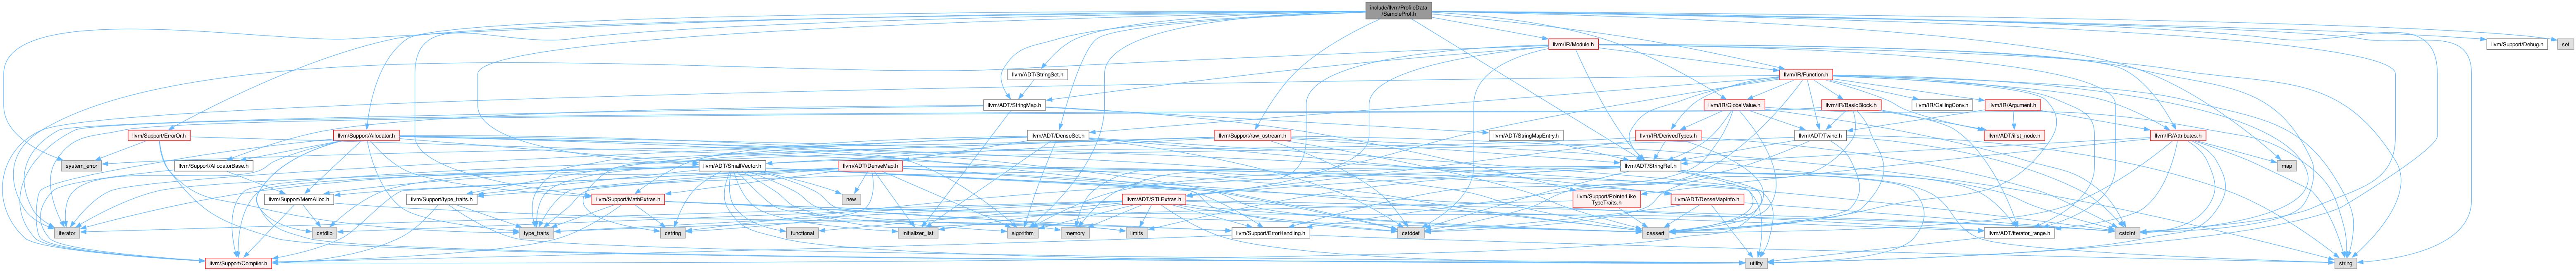 include/llvm/ProfileData
/SampleProf.h
llvm/IR/Module.h
llvm/Support/Debug.h
set
llvm/ADT/StringSet.h
llvm/IR/Function.h
llvm/ADT/StringMap.h
llvm/IR/GlobalValue.h
llvm/IR/BasicBlock.h
llvm/IR/CallingConv.h
llvm/IR/Argument.h
llvm/Support/ErrorOr.h
llvm/Support/Allocator.h
llvm/ADT/DenseSet.h
llvm/Support/raw_ostream.h
llvm/ADT/StringMapEntry.h
llvm/IR/DerivedTypes.h
llvm/ADT/Twine.h
llvm/ADT/ilist_node.h
llvm/IR/Attributes.h
system_error
llvm/Support/AllocatorBase.h
llvm/ADT/SmallVector.h
llvm/ADT/DenseMap.h
llvm/ADT/StringRef.h
map
llvm/Support/MemAlloc.h
llvm/Support/type_traits.h
llvm/Support/MathExtras.h
new
llvm/ADT/STLExtras.h
llvm/Support/PointerLike
TypeTraits.h
llvm/ADT/DenseMapInfo.h
iterator
cstdlib
type_traits
cstring
functional
initializer_list
algorithm
memory
limits
llvm/Support/ErrorHandling.h
cstddef
cassert
llvm/ADT/iterator_range.h
cstdint
llvm/Support/Compiler.h
utility
string